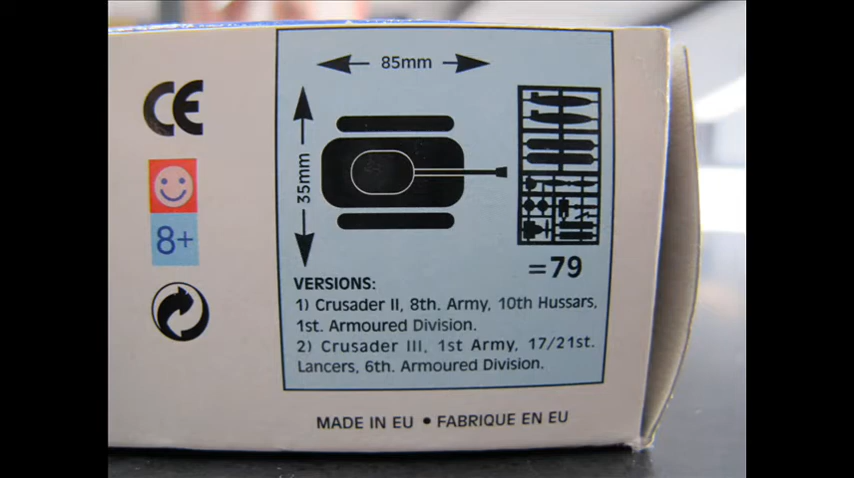 85mm
CE
35mm
8+
=79
VERSIONS:
1) Crusader II, 8th. Army, 10th Hussars,
1st. Armoured Division.
2) Crusader III, 1st Army, 17/21st.
Lancers, 6th. Armoured Division.
MADE IN EU • FABRIQUE EN EU